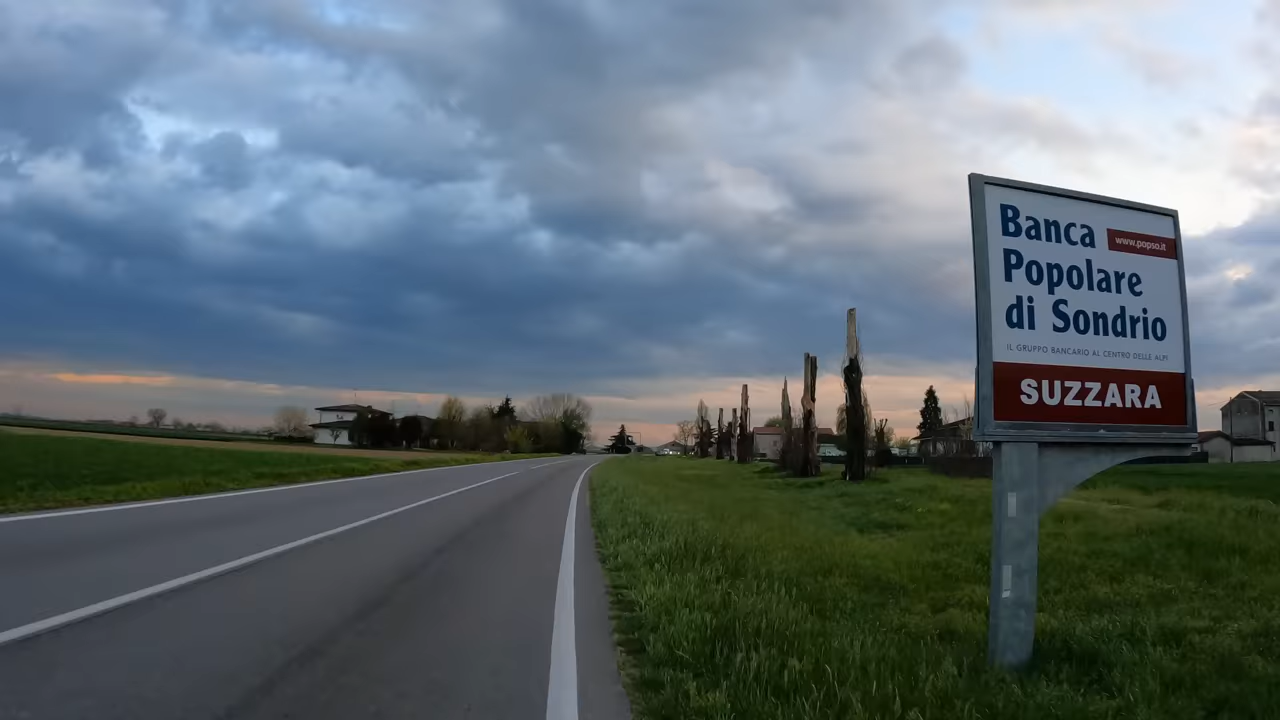 Banca
www.popso.it
Popolare
di Sondrio
IL GRUPPO BANCARIO AL CENTRO DELLE ALPI
SUZZARA